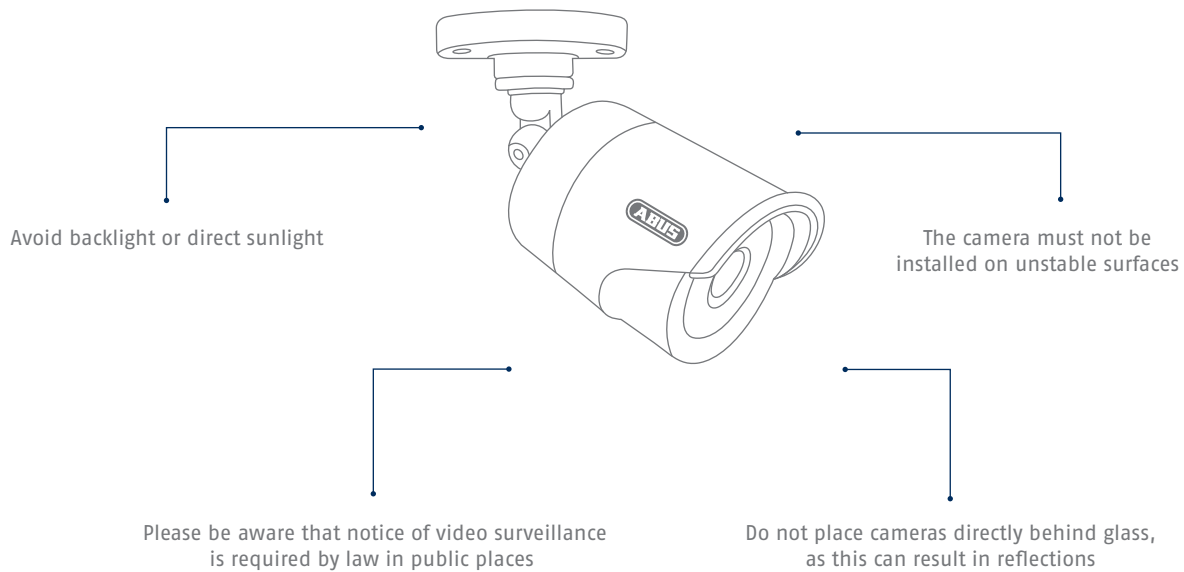 ABUS
Avoid backlight or direct sunlight
The camera must not be
installed on unstable surfaces
Please be aware that notice of video surveillance
is required by law in public places
Do not place cameras directly behind glass,
as this can result in reflections